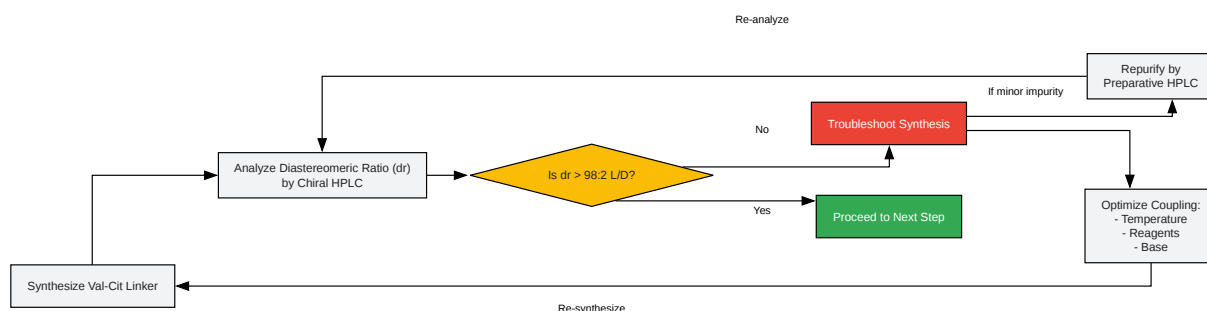 Re-analyze
Repurify by
Preparative HPLC
If minor impurity
Troubleshoot Synthesis
No
Analyze Diastereomeric Ratio (dr)
by Chiral HPLC
Is dr > 98:2 L/D?
Yes
Proceed to Next Step
Optimize Coupling:
- Temperature
- Reagents
- Base
Synthesize Val-Cit Linker
Re-synthesize